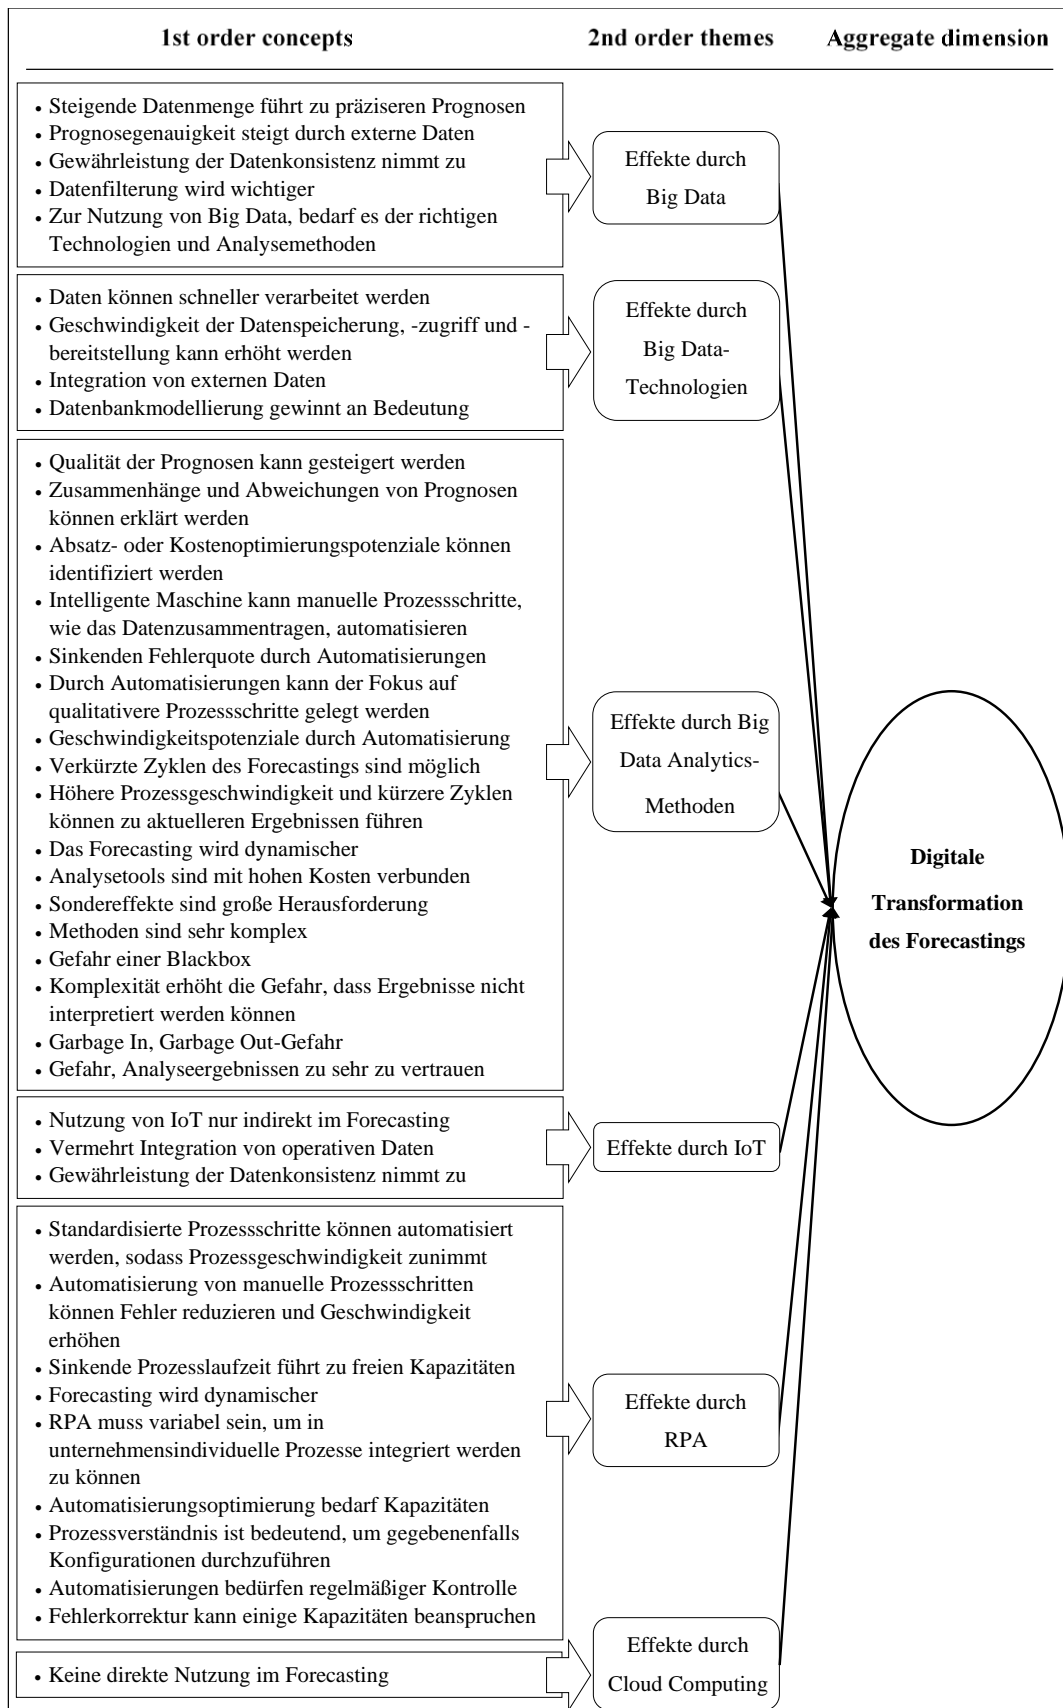 1st order concepts
2nd order themes
Aggregate dimension
• Steigende Datenmenge führt zu präziseren Prognosen
• Prognosegenauigkeit steigt durch externe Daten
• Gewährleistung der Datenkonsistenz nimmt zu
• Datenfilterung wird wichtiger
• Zur Nutzung von Big Data, bedarf es der richtigen
Technologien und Analysemethoden
Effekte durch
Big Data
• Daten können schneller verarbeitet werden
• Geschwindigkeit der Datenspeicherung, -zugriff und -
bereitstellung kann erhöht werden
• Integration von externen Daten
• Datenbankmodellierung gewinnt an Bedeutung
Effekte durch
Big Data-
Technologien
• Qualität der Prognosen kann gesteigert werden
• Zusammenhänge und Abweichungen von Prognosen
können erklärt werden
• Absatz- oder Kostenoptimierungspotenziale können
identifiziert werden
• Intelligente Maschine kann manuelle Prozessschritte,
wie das Datenzusammentragen, automatisieren
• Sinkenden Fehlerquote durch Automatisierungen
• Durch Automatisierungen kann der Fokus auf
qualitativere Prozessschritte gelegt werden
• Geschwindigkeitspotenziale durch Automatisierung
• Verkürzte Zyklen des Forecastings sind möglich
• Höhere Prozessgeschwindigkeit und kürzere Zyklen
können zu aktuelleren Ergebnissen führen
• Das Forecasting wird dynamischer
• Analysetools sind mit hohen Kosten verbunden
• Sondereffekte sind große Herausforderung
• Methoden sind sehr komplex
• Gefahr einer Blackbox
• Komplexität erhöht die Gefahr, dass Ergebnisse nicht
interpretiert werden können
• Garbage In, Garbage Out-Gefahr
• Gefahr, Analyseergebnissen zu sehr zu vertrauen
Effekte durch Big
Data Analytics-
Methoden
• Nutzung von IoT nur indirekt im Forecasting
• Vermehrt Integration von operativen Daten
• Gewährleistung der Datenkonsistenz nimmt zu
Effekte durch IoT
• Standardisierte Prozessschritte können automatisiert
werden, sodass Prozessgeschwindigkeit zunimmt
• Automatisierung von manuelle Prozessschritten
können Fehler reduzieren und Geschwindigkeit
erhöhen
• Sinkende Prozesslaufzeit führt zu freien Kapazitäten
• Forecasting wird dynamischer
• RPA muss variabel sein, um in
unternehmensindividuelle Prozesse integriert werden
zu können
• Automatisierungsoptimierung bedarf Kapazitäten
• Prozessverständnis ist bedeutend, um gegebenenfalls
Konfigurationen durchzuführen
• Automatisierungen bedürfen regelmäßiger Kontrolle
• Fehlerkorrektur kann einige Kapazitäten beanspruchen
Effekte durch
RPA
• Keine direkte Nutzung im Forecasting
Effekte durch
Cloud Computing
Digitale
Transformation
des Forecastings